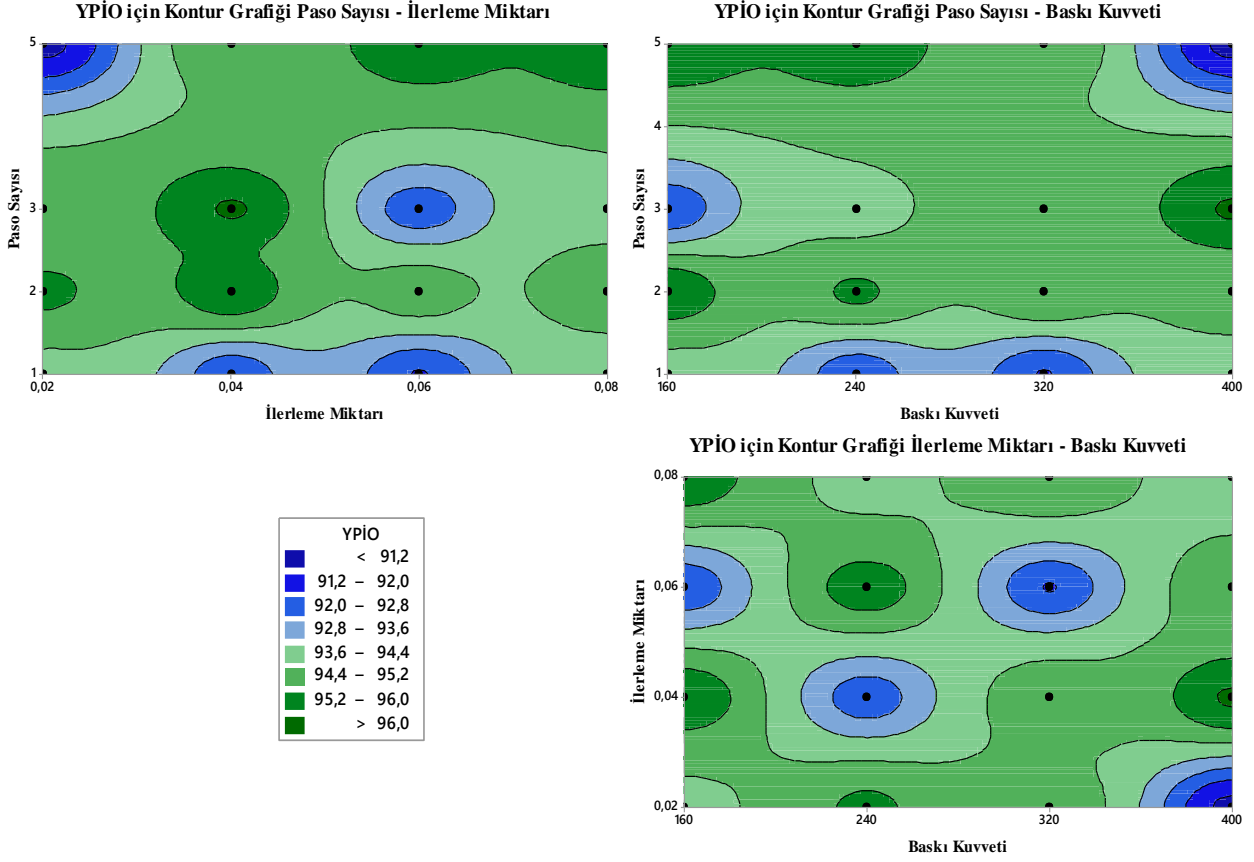 YPİO için Kontur Grafiği Paso Sayısı - İlerleme Miktarı
5
4
3
2
1
Paso Sayısı
0,02 0,04 0,06 0,08
İlerleme Miktarı
YPİO için Kontur Grafiği Paso Sayısı - Baskı Kuvveti
5
4
3
2
1
Paso Sayısı
160 240 320 400
Baskı Kuvveti
YPİO
< 91,2
91,2 – 92,0
92,0 – 92,8
92,8 – 93,6
93,6 – 94,4
94,4 – 95,2
95,2 – 96,0
> 96,0
YPİO için Kontur Grafiği İlerleme Miktarı - Baskı Kuvveti
0,08
0,06
0,04
0,02
İlerleme Miktarı
160 240 320 400
Baskı Kuvveti